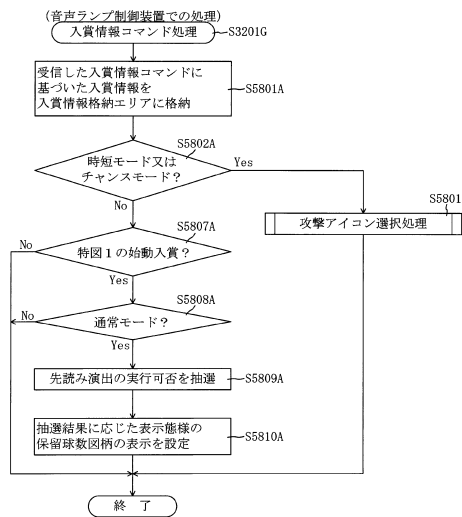 （音声ランプ制御装置での処理）
入賞情報コマンド処理
S3201G
受信した入賞情報コマンドに
基づいた入賞情報を
入賞情報格納エリアに格納
S5801A
S5802A
時短モード又は
チャンスモード？
Yes
No
S5801
攻撃アイコン選択処理
S5807A
特図１の始動入賞？
No
Yes
S5808A
通常モード？
No
Yes
先読み演出の実行可否を抽選
S5809A
抽選結果に応じた表示態様の
保留球数図柄の表示を設定
S5810A
終 了